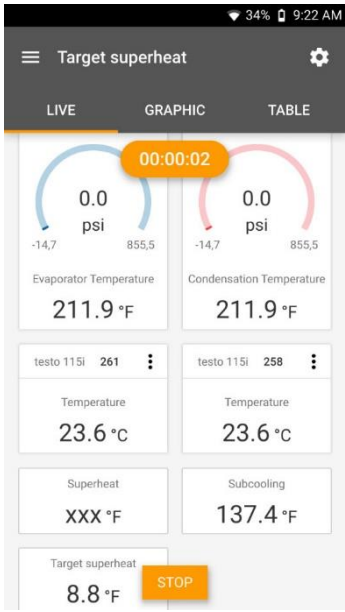 34% 9:22 AM
Target superheat
LIVE GRAPHIC TABLE
00:00:02
0.0 0.0
psi psi
-14,7 855,5 -14,7 855,5
Evaporator Temperature Condensation Temperature
211.9 °F 211.9 °F
testo 115i 261 testo 115i 258
Temperature Temperature
23.6 °C 23.6 °C
Superheat Subcooling
xxx °F 137.4 °F
Target superheat
8.8 °F STOP